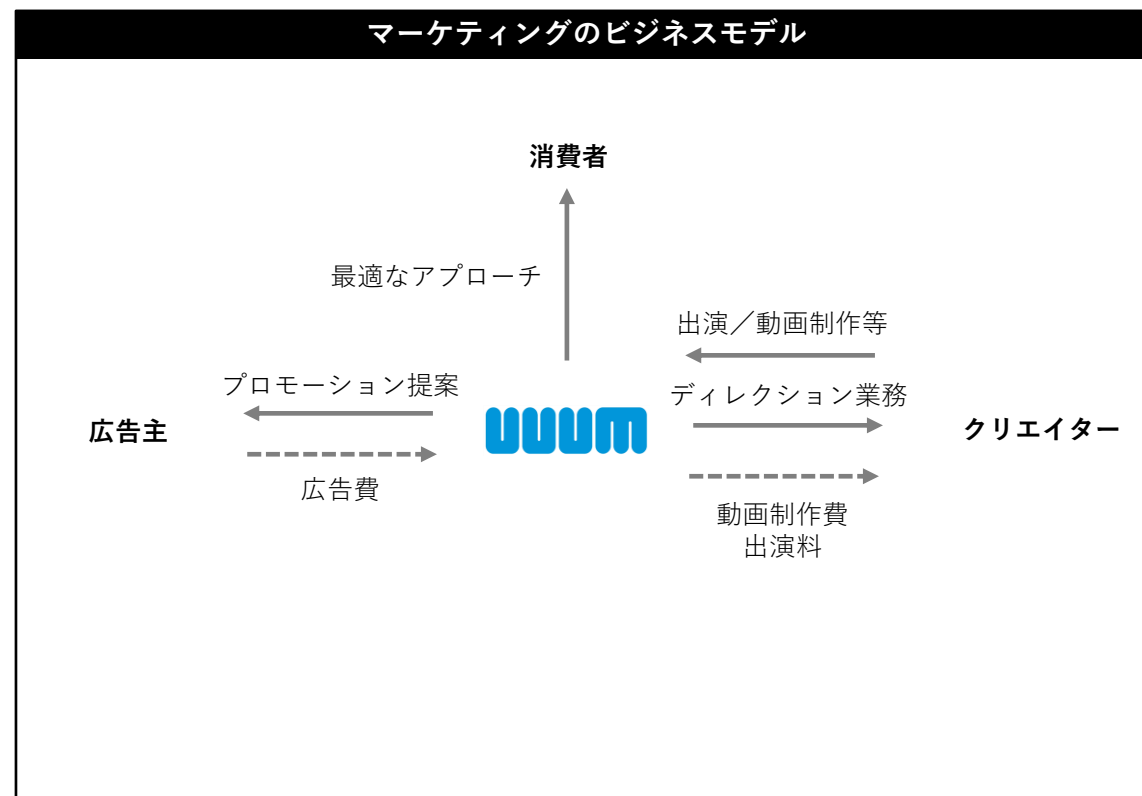 マーケティングのビジネスモデル
消費者
最適なアプローチ
出演／動画制作等
プロモーション提案
ディレクション業務
広告主
UUUM
クリエイター
広告費
動画制作費
出演料